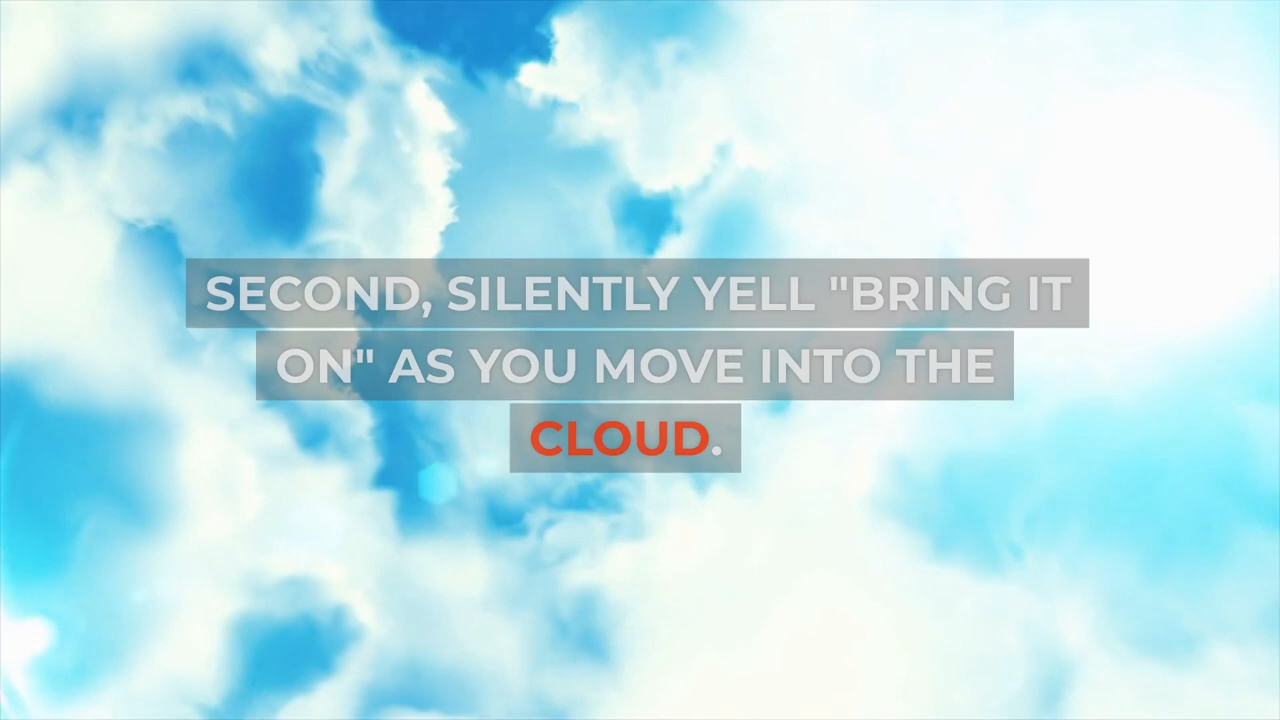 SECOND, SILENTLY YELL "BRING IT
ON" AS YOU MOVE INTO THE
CLOUD.